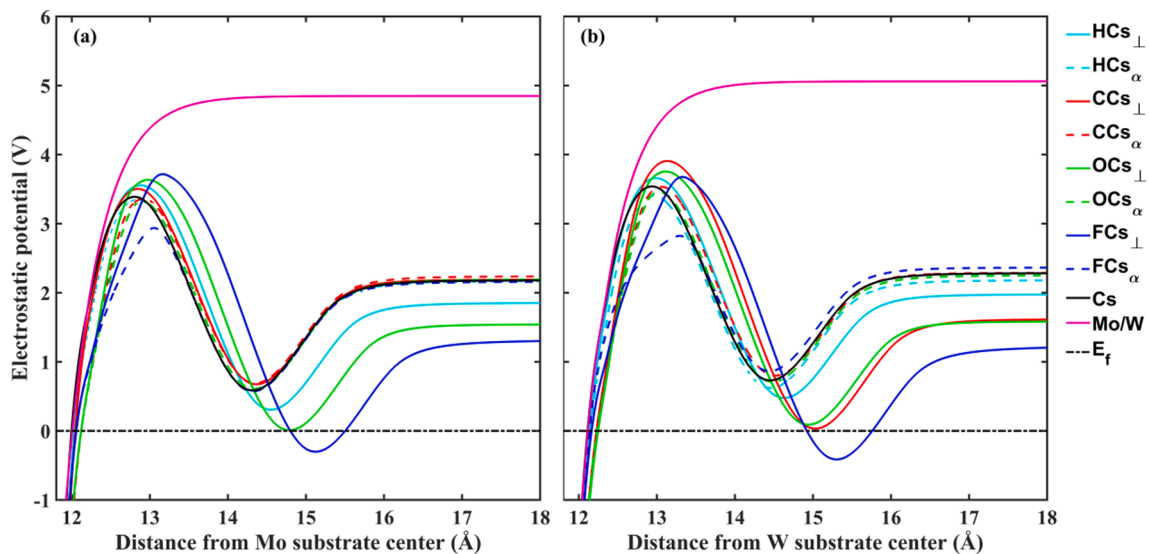 (a)
(b)
Electrostatic potential (V)
6
5
4
3
2
1
0
-1
12 13 14 15 16 17 18
12 13 14 15 16 17 18
Distance from Mo substrate center (Å)
Distance from W substrate center (Å)
HCs⊥
HCsα
CCs⊥
CCsα
OCs⊥
OCsα
FCs⊥
FCsα
Cs
Mo/W
Ef